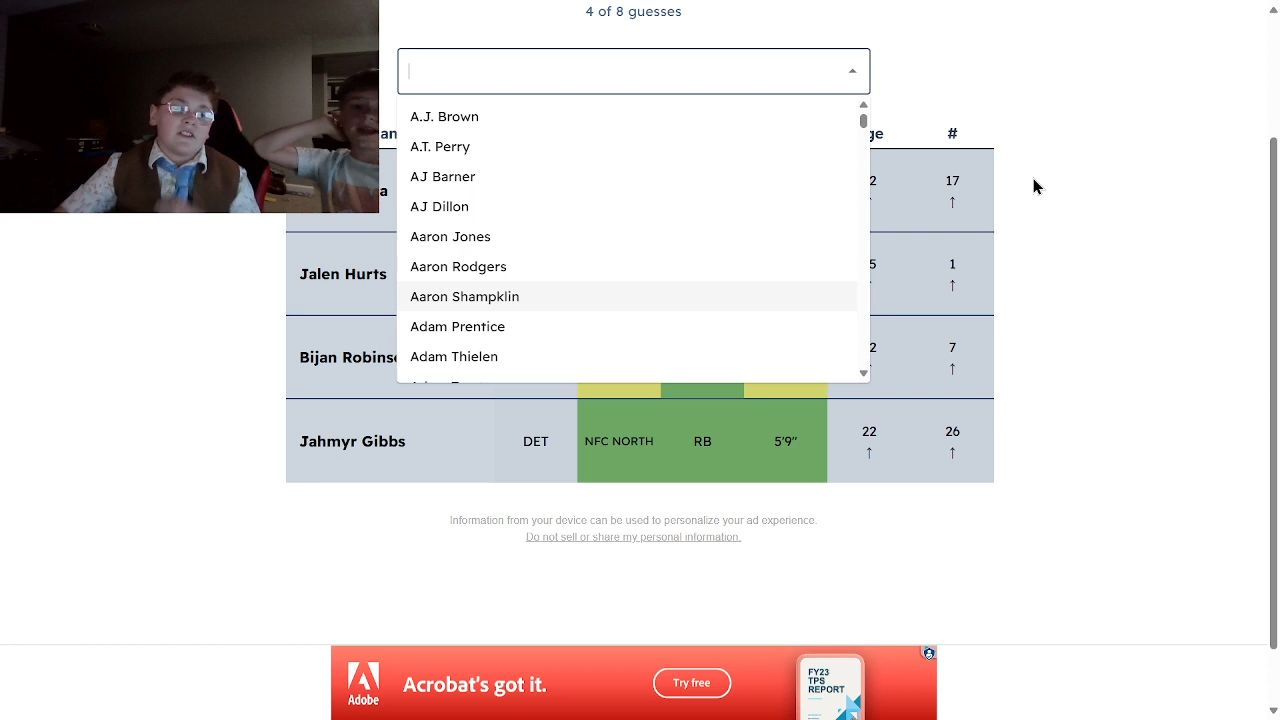 4 of 8 guesses
A.J. Brown
A.T. Perry
AJ Barner
AJ Dillon
Aaron Jones
Aaron Rodgers
Aaron Shampklin
Adam Prentice
Adam Thielen
#
17
↑
Jalen Hurts
1
↑
7
↑
Jahmyr Gibbs DET NFC NORTH RB 5'9" 22 26
↑ ↑
Information from your device can be used to personalize your ad experience.
Do not sell or share my personal information.
Adobe
Acrobat's got it.
Try free
FY23
TPS
REPORT